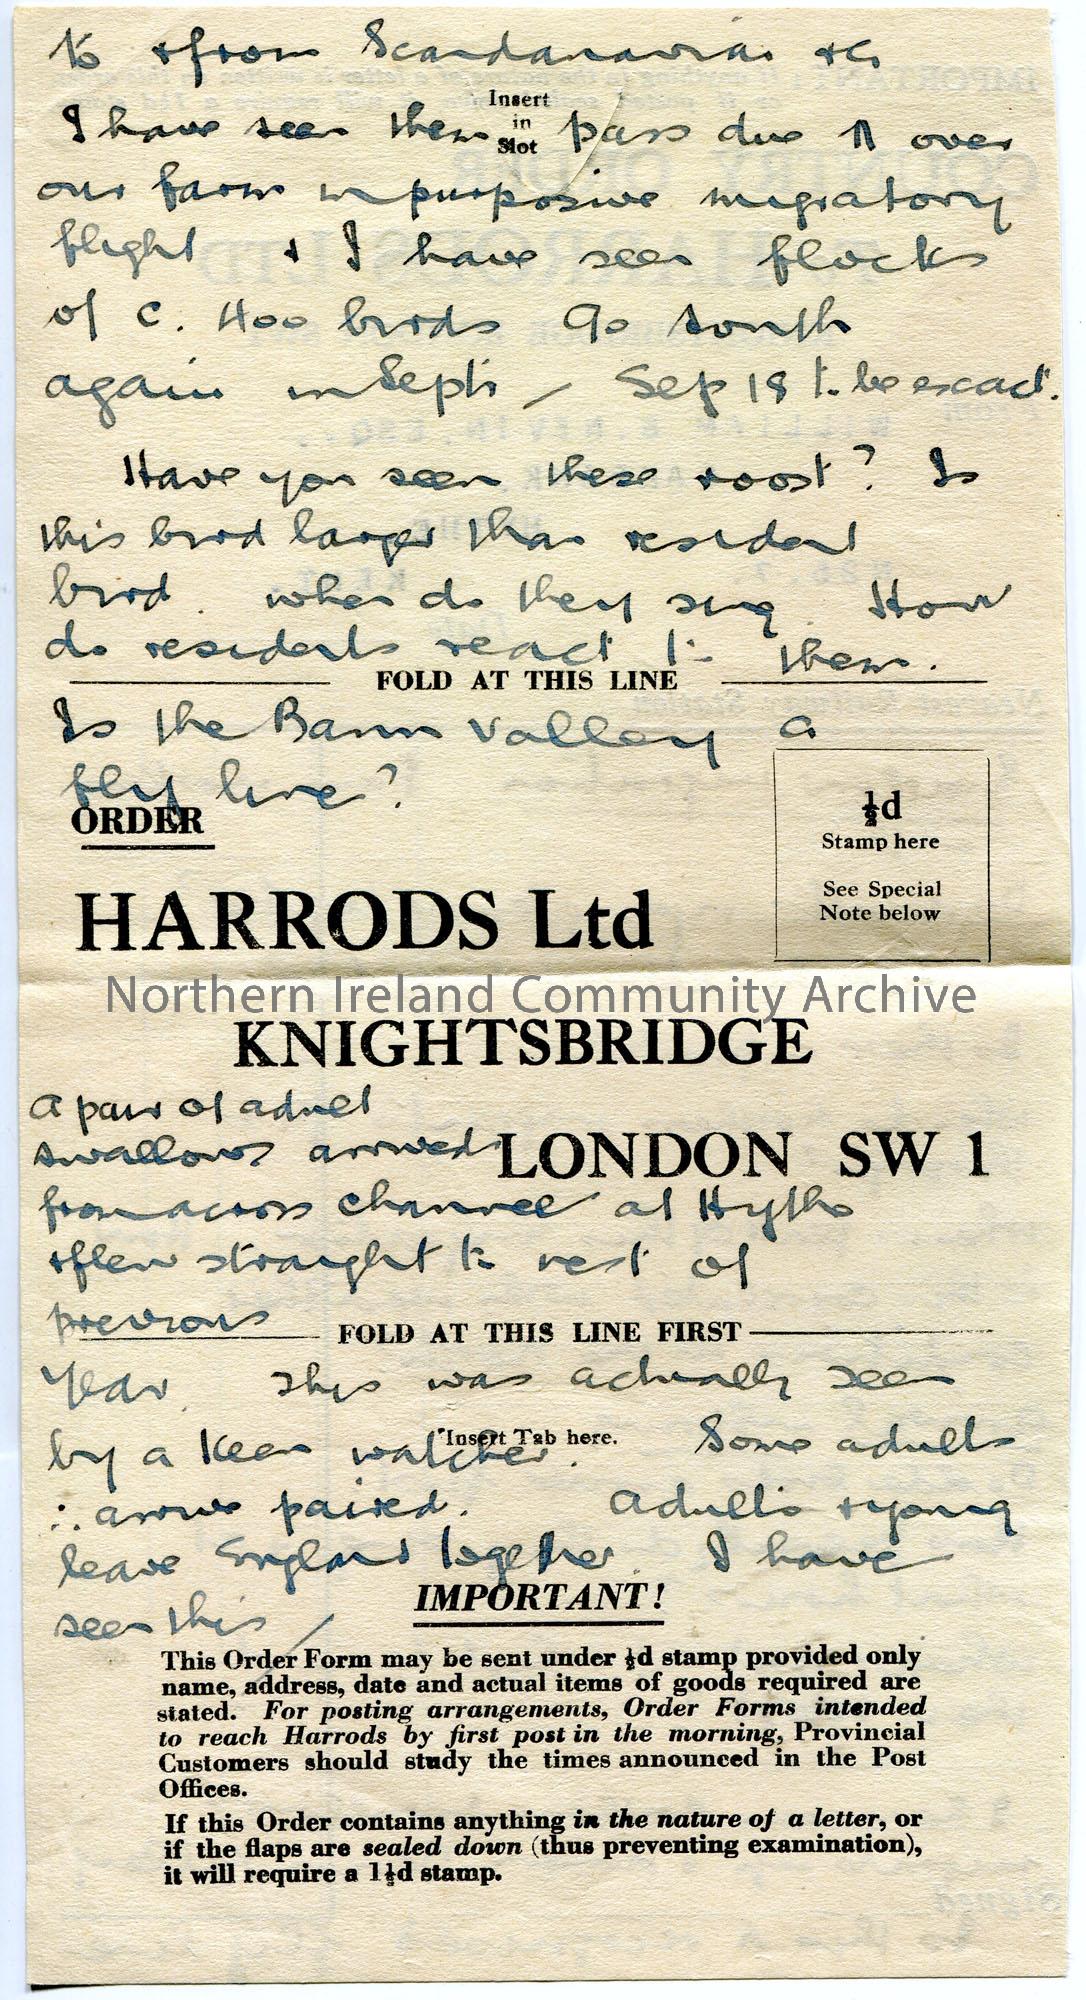 to & from Scandanavia &c
Insert
in
Slot
I have seen them pass due N over
our farm in purposive migratory
flight & I have seen flocks
of c. 400 birds go south
again in Sept. / Sep 18 to be exact.
Have you seen these roost? Is
this bird larger than resident
bird. when do they sing. How
do residents react to them.
FOLD AT THIS LINE
Is the Bann Valley a
fly line?
ORDER
½d
Stamp here
See Special
Note below
HARRODS Ltd
Northern Ireland Community Archive
KNIGHTSBRIDGE
a pair of adult
swallows arrived
LONDON SW 1
from across channel at Hythe
& flew straight to nest of
previous
FOLD AT THIS LINE FIRST
Year. This was actually seen
by a keen watcher. Some adults
Insert Tab here.
∴ arrive paired. Adults & young
leave England together. I have
seen this /
IMPORTANT!
This Order Form may be sent under ½d stamp provided only
name, address, date and actual items of goods required are
stated. For posting arrangements, Order Forms intended
to reach Harrods by first post in the morning, Provincial
Customers should study the times announced in the Post
Offices.
If this Order contains anything in the nature of a letter, or
if the flaps are sealed down (thus preventing examination),
it will require a 1½d stamp.